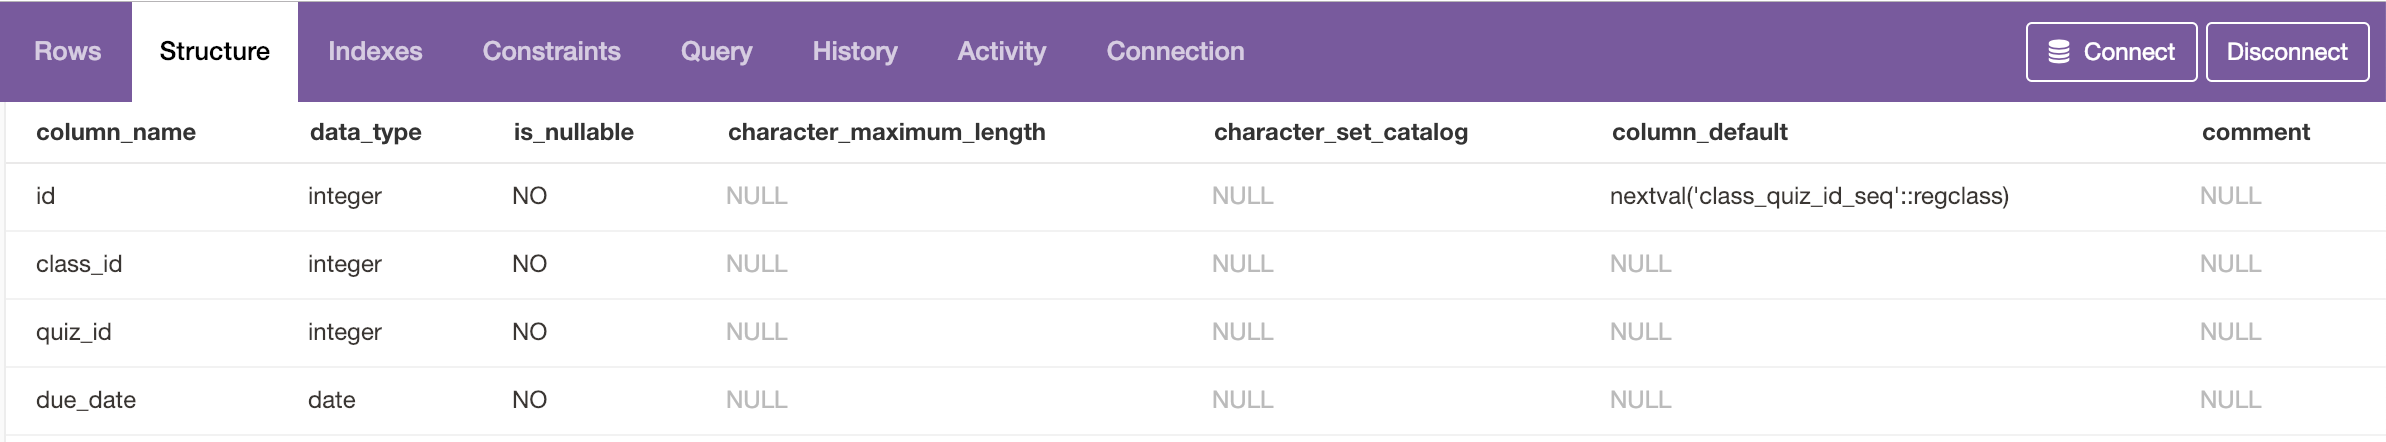 Rows Structure Indexes Constraints Query History Activity Connection Connect Disconnect
column_name data_type is_nullable character_maximum_length character_set_catalog column_default comment
id integer NO NULL NULL nextval('class_quiz_id_seq'::regclass) NULL
class_id integer NO NULL NULL NULL NULL
quiz_id integer NO NULL NULL NULL NULL
due_date date NO NULL NULL NULL NULL